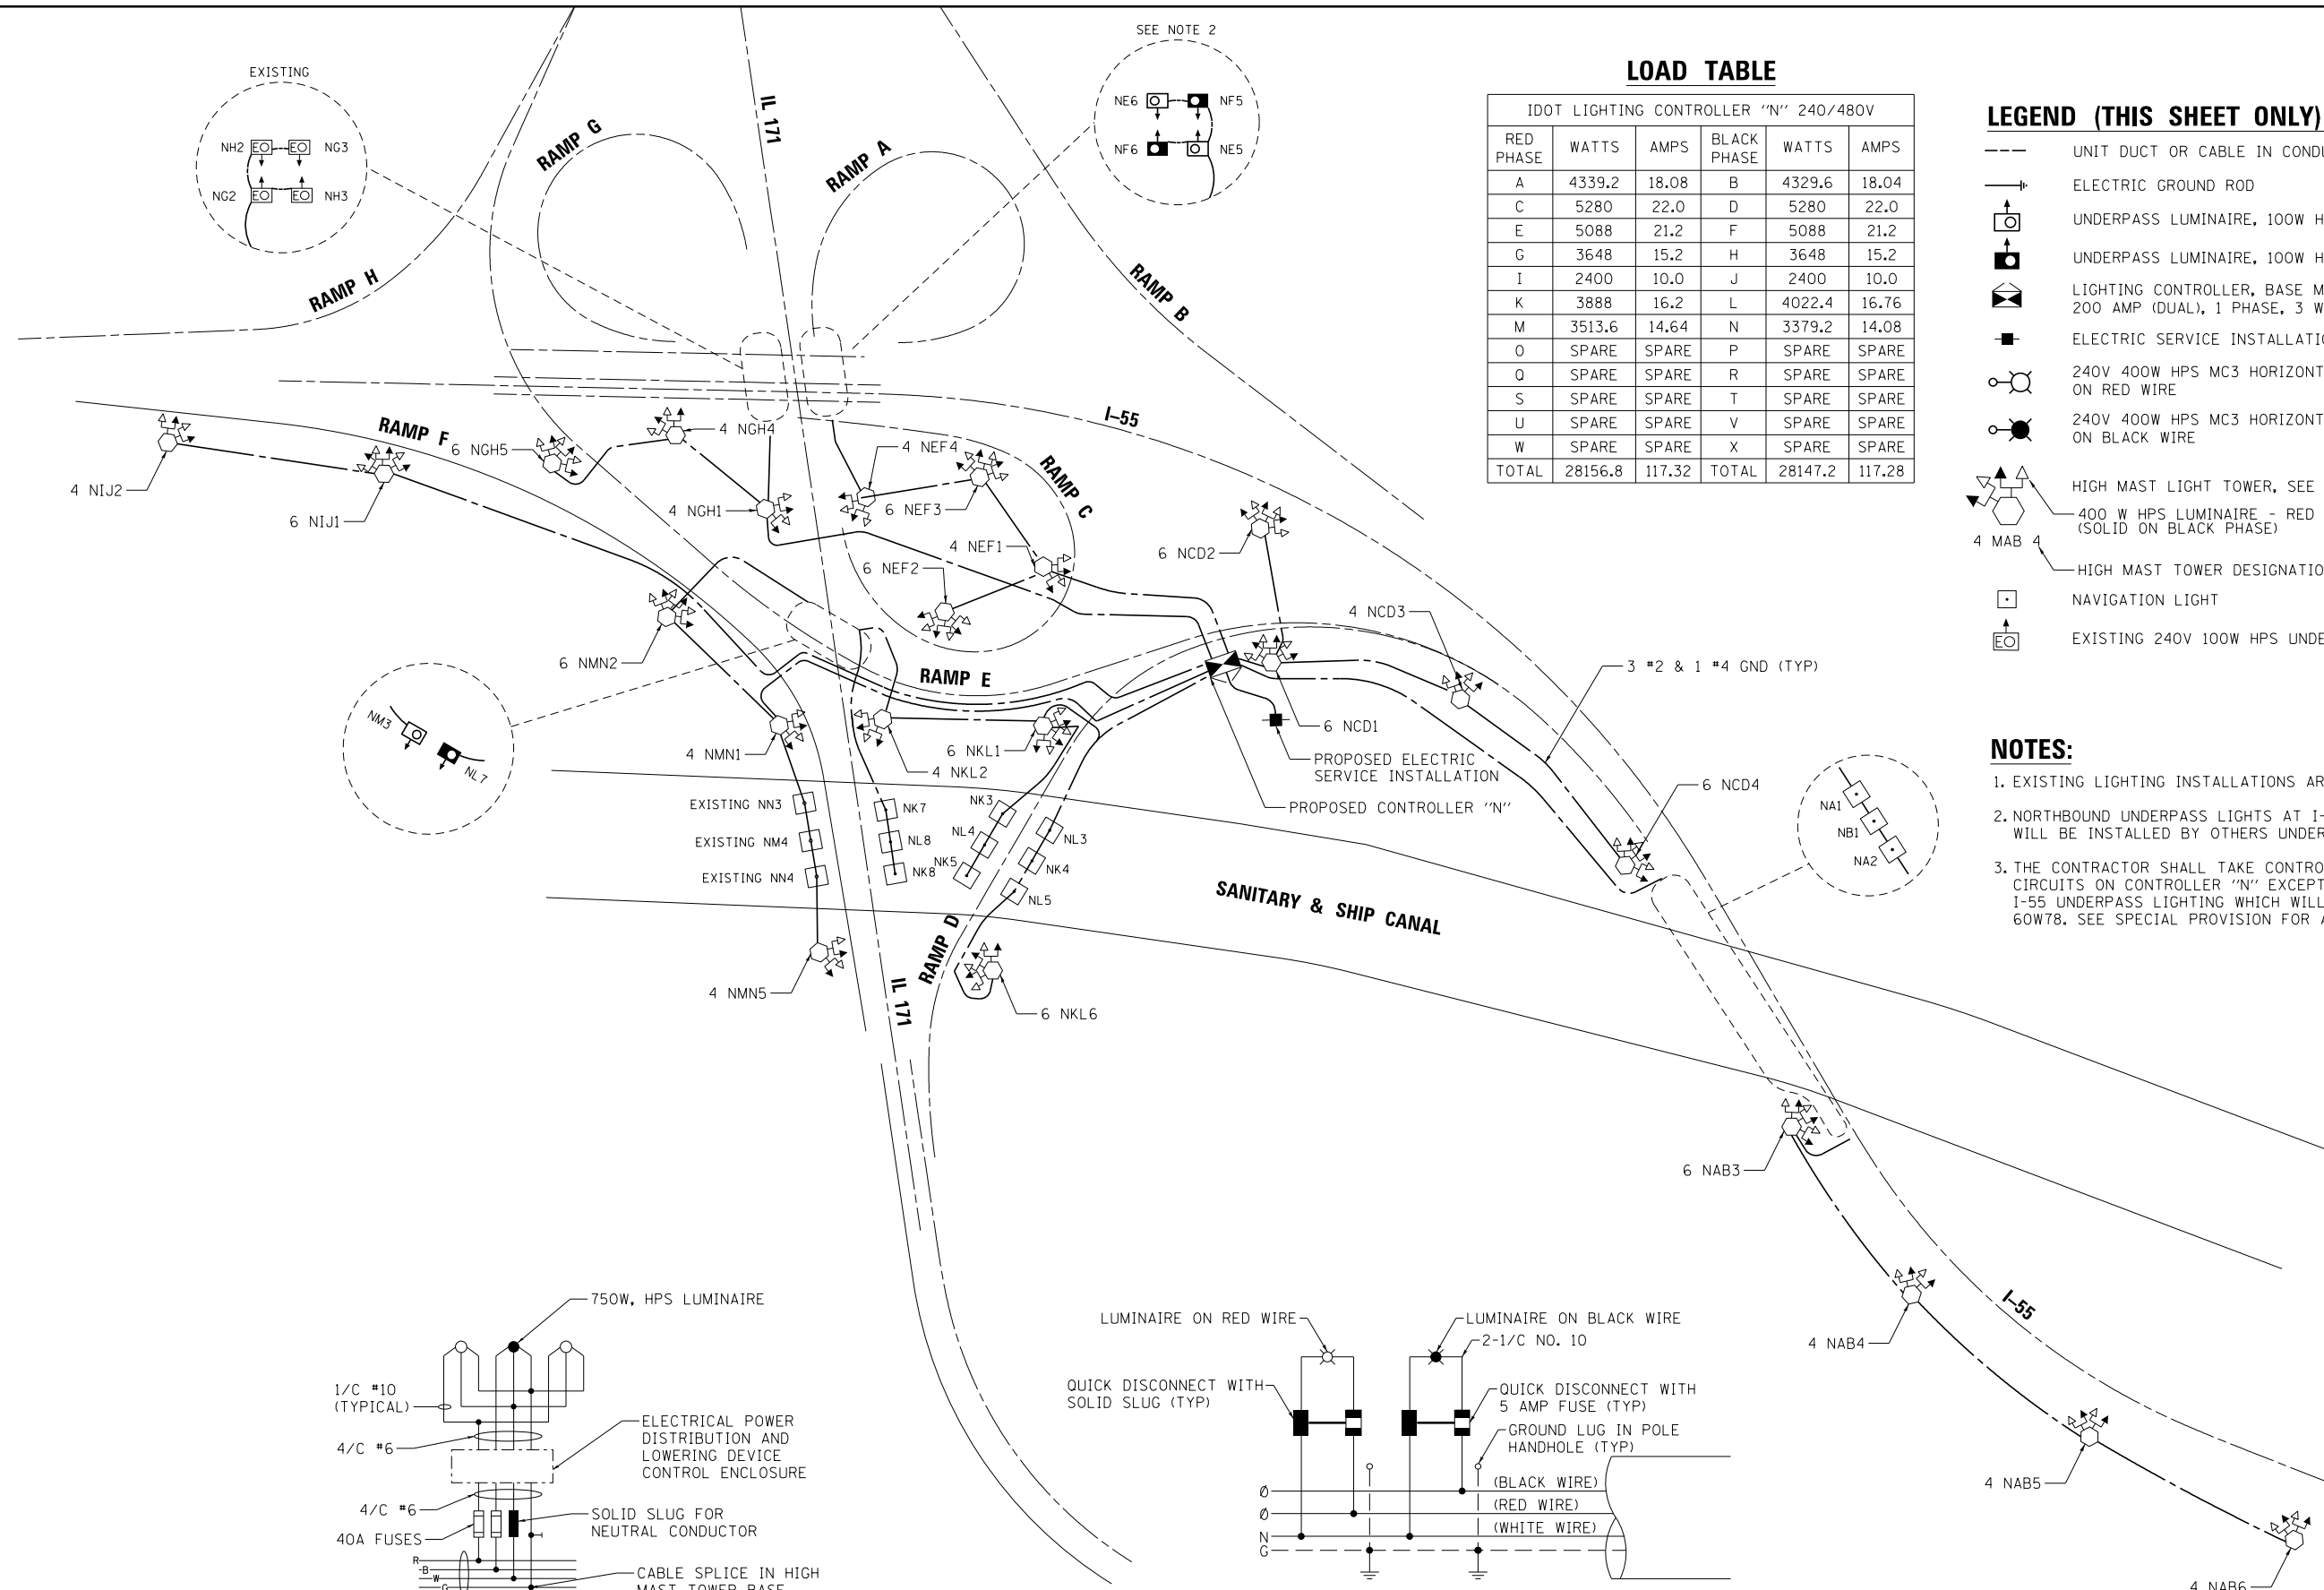 SEE NOTE 2
NE6
NF5
NF6
NE5
EXISTING
NH2
EO
EO
NG3
NG2
EO
EO
NH3
LOAD TABLE
IDOT LIGHTING CONTROLLER "N" 240/480V
RED PHASE WATTS AMPS BLACK PHASE WATTS AMPS
A 4339.2 18.08 B 4329.6 18.04
C 5280 22.0 D 5280 22.0
E 5088 21.2 F 5088 21.2
G 3648 15.2 H 3648 15.2
I 2400 10.0 J 2400 10.0
K 3888 16.2 L 4022.4 16.76
M 3513.6 14.64 N 3379.2 14.08
O SPARE SPARE P SPARE SPARE
Q SPARE SPARE R SPARE SPARE
S SPARE SPARE T SPARE SPARE
U SPARE SPARE V SPARE SPARE
W SPARE SPARE X SPARE SPARE
TOTAL 28156.8 117.32 TOTAL 28147.2 117.28
LEGEND (THIS SHEET ONLY)
UNIT DUCT OR CABLE IN
ELECTRIC GROUND ROD
UNDERPASS LUMINAIRE, 100W
UNDERPASS LUMINAIRE, 100W
LIGHTING CONTROLLER, BASE
200 AMP (DUAL), 1 PHASE, 3
ELECTRIC SERVICE
240V 400W HPS MC3
ON RED WIRE
240V 400W HPS MC3
ON BLACK WIRE
HIGH MAST LIGHT TOWER, SEE
400 W HPS LUMINAIRE - RED
(SOLID ON BLACK PHASE)
4 MAB 4
HIGH MAST TOWER
NAVIGATION LIGHT
EO
EXISTING 240V 100W HPS
NOTES:
1. EXISTING LIGHTING INSTALLATIONS
2. NORTHBOUND UNDERPASS LIGHTS AT
WILL BE INSTALLED BY OTHERS
3. THE CONTRACTOR SHALL TAKE
CIRCUITS ON CONTROLLER "N"
I-55 UNDERPASS LIGHTING WHICH
60W78. SEE SPECIAL PROVISION FOR
IL 171
RAMP G
RAMP A
RAMP H
RAMP B
RAMP F
I-55
RAMP C
4 NIJ2
6 NIJ1
6 NGH5
4 NGH4
4 NGH1
4 NEF4
6 NEF3
4 NEF1
6 NEF2
6 NCD2
4 NCD3
6 NMN2
RAMP E
3 #2 & 1 #4 GND (TYP)
NM3
NL7
4 NMN1
6 NKL1
4 NKL2
6 NCD1
PROPOSED ELECTRIC
SERVICE INSTALLATION
PROPOSED CONTROLLER "N"
6 NCD4
NA1
NB1
NA2
EXISTING NN3
EXISTING NM4
EXISTING NN4
NK7
NL8
NK8
NK3
NL4
NK5
NL3
NK4
NL5
SANITARY & SHIP CANAL
RAMP D
IL 171
4 NMN5
6 NKL6
6 NAB3
4 NAB4
I-55
4 NAB5
4 NAB6
750W, HPS LUMINAIRE
1/C #10
(TYPICAL)
4/C #6
ELECTRICAL POWER
DISTRIBUTION AND
LOWERING DEVICE
CONTROL ENCLOSURE
4/C #6
40A FUSES
SOLID SLUG FOR
NEUTRAL CONDUCTOR
R
B
W
G
CABLE SPLICE IN HIGH
MAST TOWER BASE
LUMINAIRE ON RED WIRE
LUMINAIRE ON BLACK WIRE
2-1/C NO. 10
QUICK DISCONNECT WITH
SOLID SLUG (TYP)
QUICK DISCONNECT WITH
5 AMP FUSE (TYP)
GROUND LUG IN POLE
HANDHOLE (TYP)
Ø (BLACK WIRE)
Ø (RED WIRE)
N (WHITE WIRE)
G